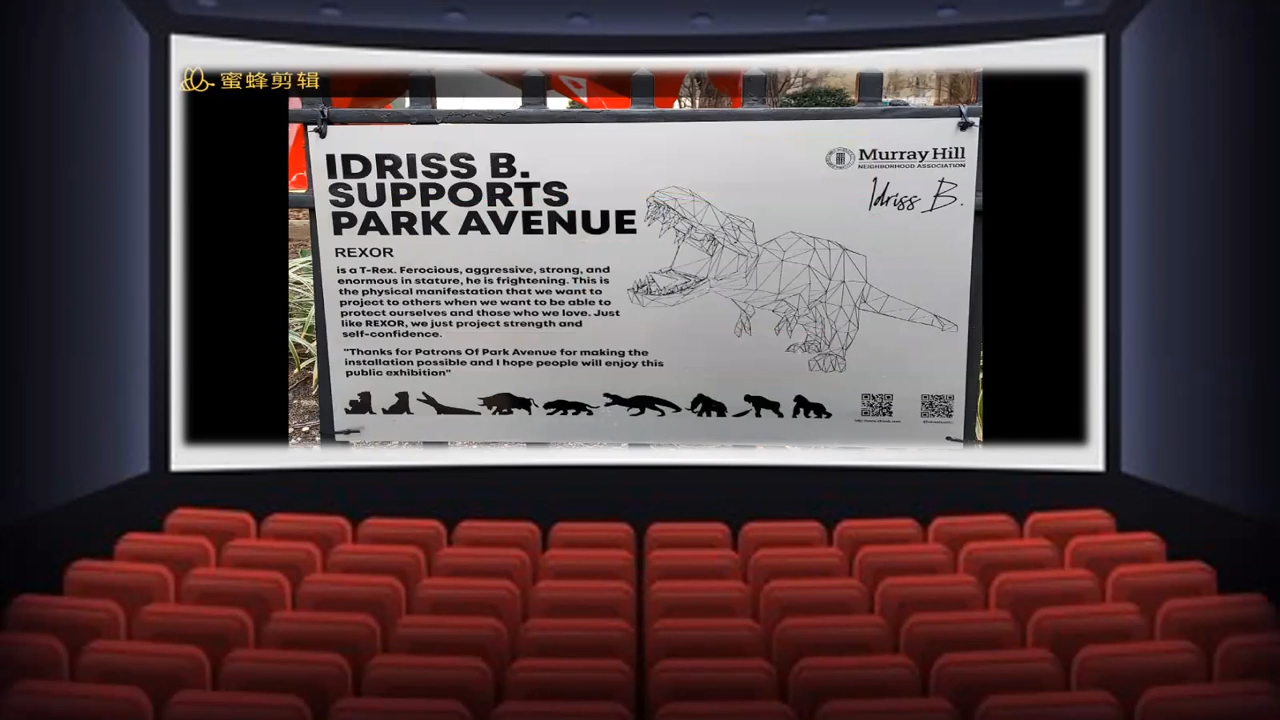 蜜蜂剪辑
IDRISS B.
SUPPORTS
PARK AVENUE
Murray Hill
NEIGHBORHOOD ASSOCIATION
Idriss B.
REXOR
is a T-Rex. Ferocious, aggressive, strong, and
enormous in stature, he is frightening. This is
the physical manifestation that we want to
project to others when we want to be able to
protect ourselves and those who we love. Just
like REXOR, we just project strength and
self-confidence.
"Thanks for Patrons Of Park Avenue for making the
installation possible and I hope people will enjoy this
public exhibition"